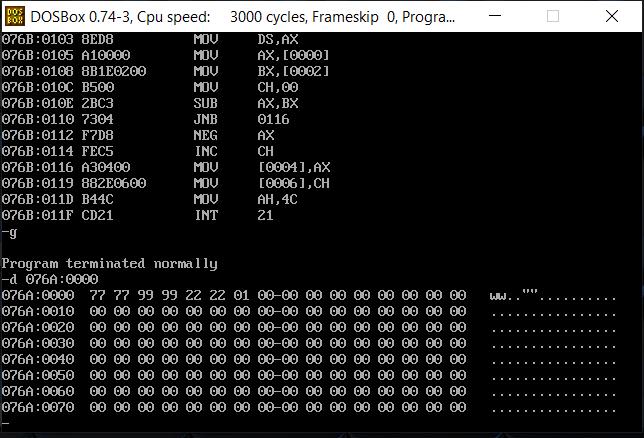 DOS BOX DOSBox 0.74-3, Cpu speed: 3000 cycles, Frameskip 0, Progra...
076B:0103 8ED8 MOV DS,AX
076B:0105 A10000 MOV AX,[0000]
076B:0108 8B1E0200 MOV BX,[0002]
076B:010C B500 MOV CH,00
076B:010E 2BC3 SUB AX,BX
076B:0110 7304 JNB 0116
076B:0112 F7D8 NEG AX
076B:0114 FEC5 INC CH
076B:0116 A30400 MOV [0004],AX
076B:0119 882E0600 MOV [0006],CH
076B:011D B44C MOV AH,4C
076B:011F CD21 INT 21
-g
Program terminated normally
-d 076A:0000
076A:0000 77 77 99 99 22 22 01 00-00 00 00 00 00 00 00 00 ww..""..........
076A:0010 00 00 00 00 00 00 00 00-00 00 00 00 00 00 00 00 ................
076A:0020 00 00 00 00 00 00 00 00-00 00 00 00 00 00 00 00 ................
076A:0030 00 00 00 00 00 00 00 00-00 00 00 00 00 00 00 00 ................
076A:0040 00 00 00 00 00 00 00 00-00 00 00 00 00 00 00 00 ................
076A:0050 00 00 00 00 00 00 00 00-00 00 00 00 00 00 00 00 ................
076A:0060 00 00 00 00 00 00 00 00-00 00 00 00 00 00 00 00 ................
076A:0070 00 00 00 00 00 00 00 00-00 00 00 00 00 00 00 00 ................
-